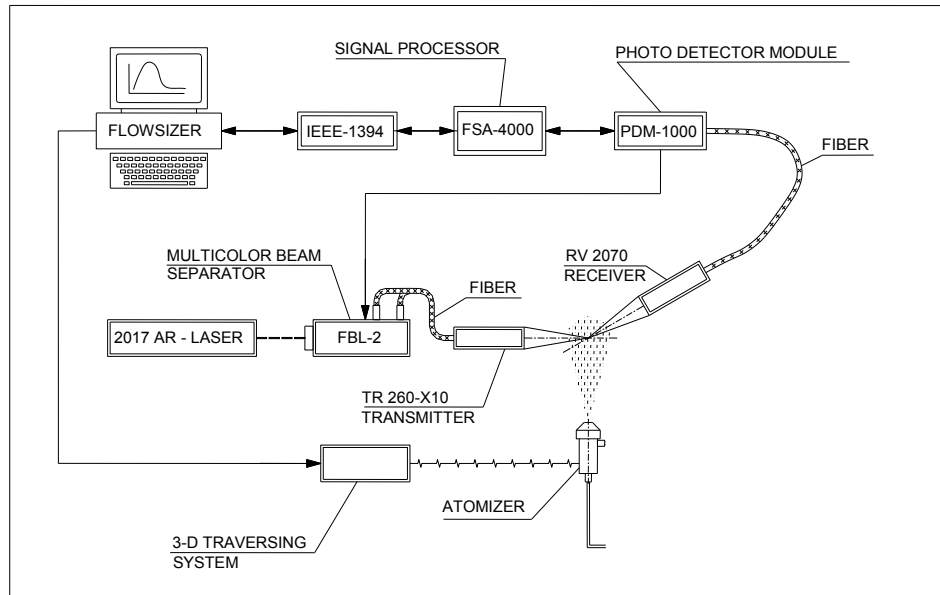 SIGNAL PROCESSOR
PHOTO DETECTOR MODULE
FLOWSIZER
IEEE-1394
FSA-4000
PDM-1000
FIBER
MULTICOLOR BEAM
SEPARATOR
FIBER
RV 2070
RECEIVER
2017 AR - LASER
FBL-2
TR 260-X10
TRANSMITTER
ATOMIZER
3-D TRAVERSING
SYSTEM